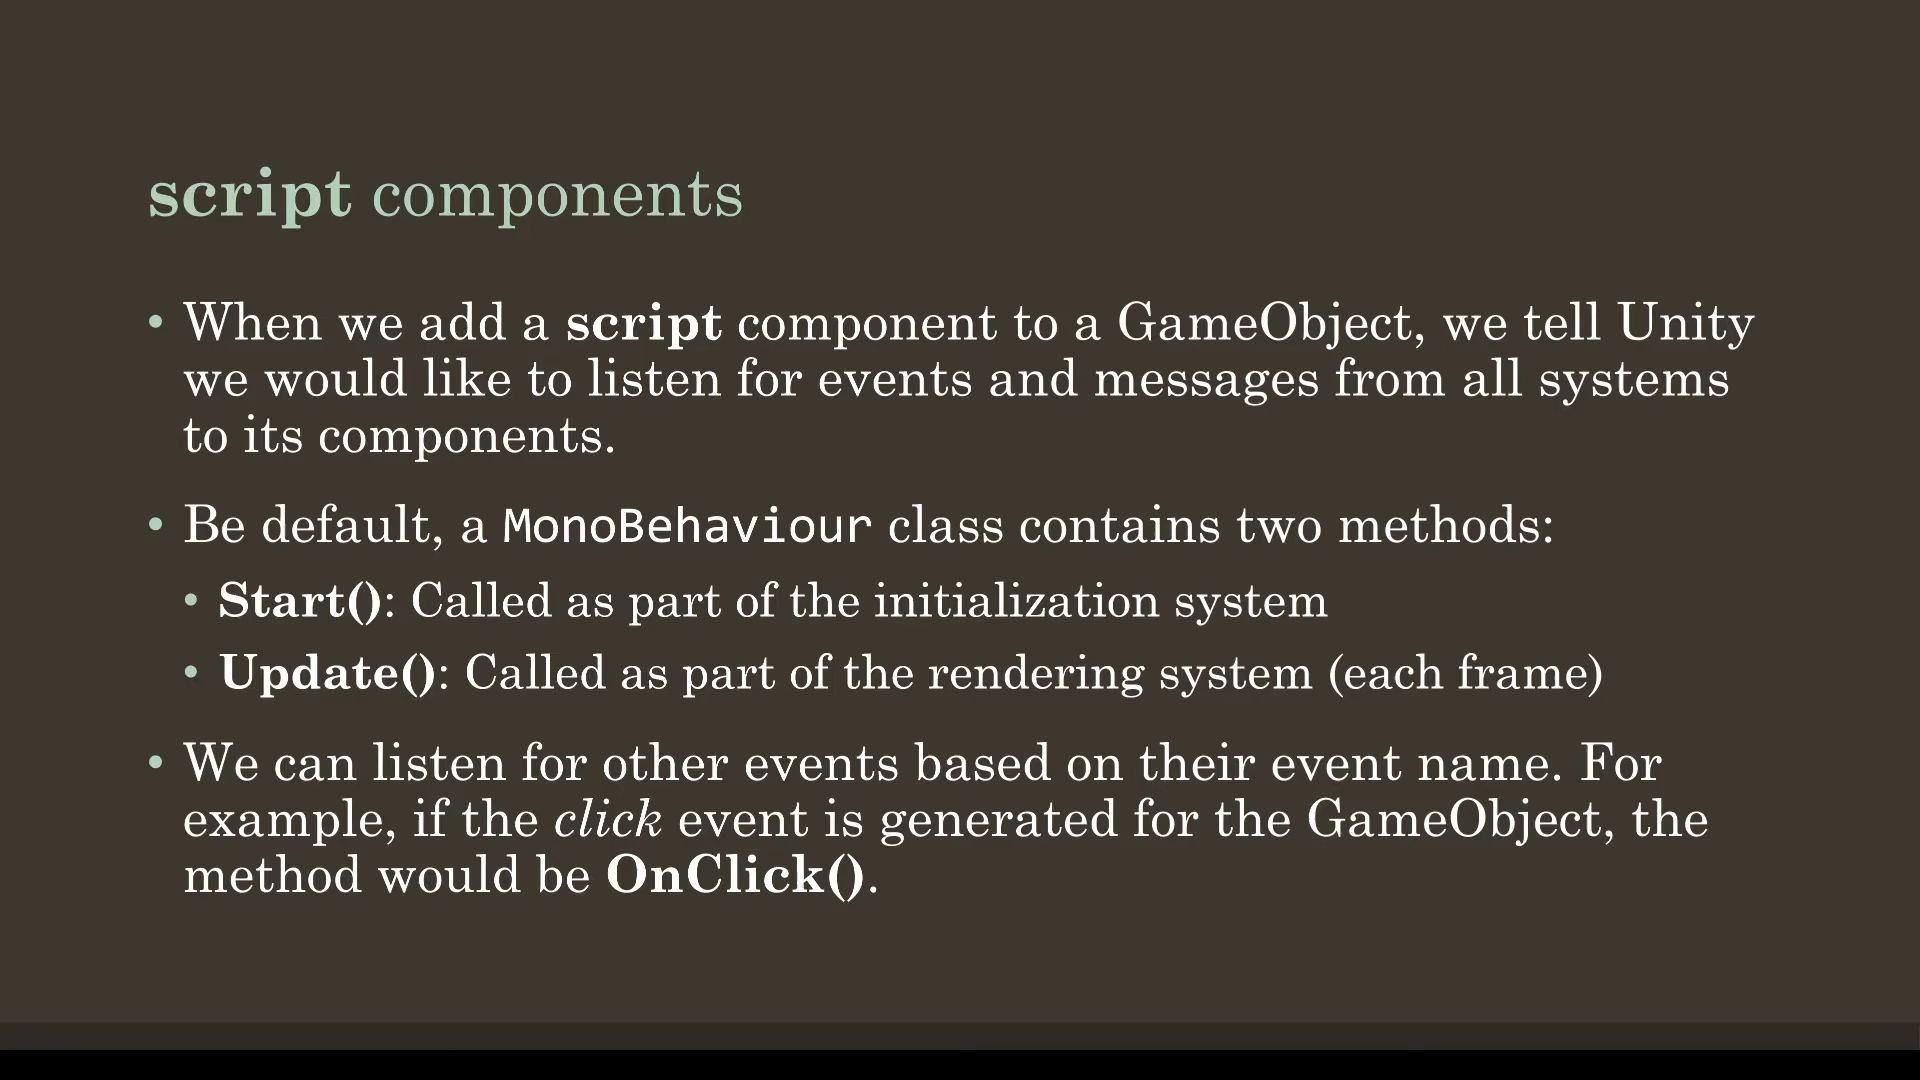 script components
• When we add a script component to a GameObject, we tell Unity
we would like to listen for events and messages from all systems
to its components.
• Be default, a MonoBehaviour class contains two methods:
• Start(): Called as part of the initialization system
• Update(): Called as part of the rendering system (each frame)
• We can listen for other events based on their event name. For
example, if the click event is generated for the GameObject, the
method would be OnClick().